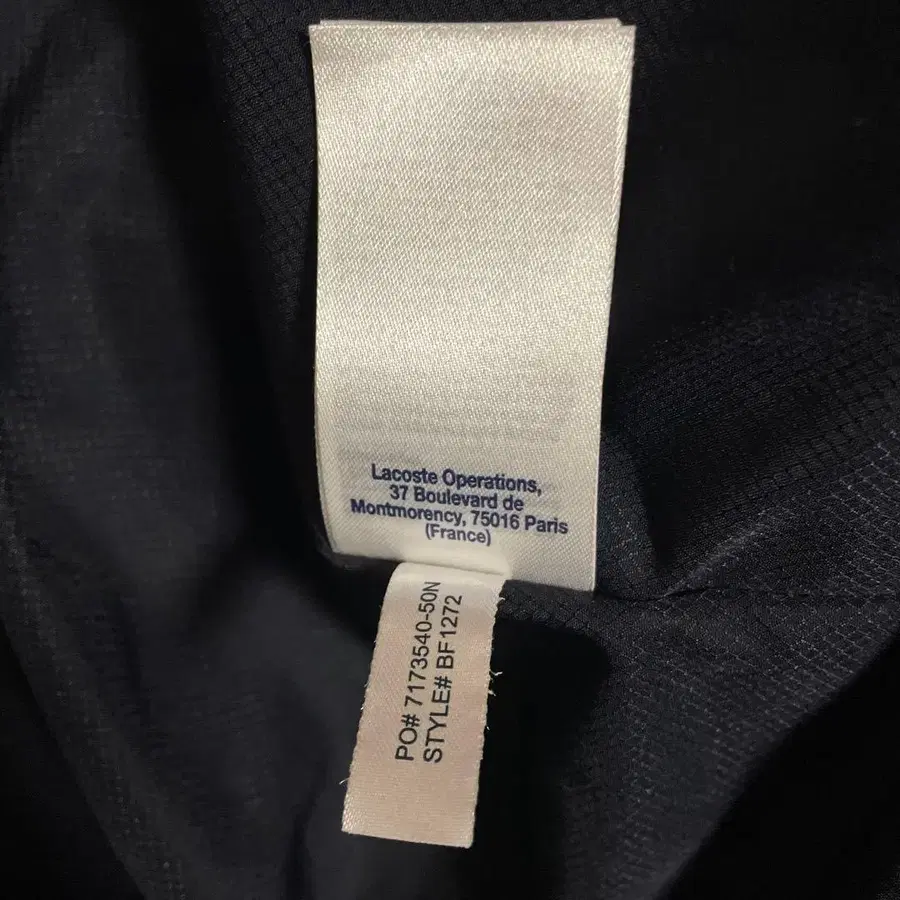 Lacoste Operations,
37 Boulevard de
Montmorency, 75016 Paris
(France)
PO# 7173540-50N
STYLE# BF1272